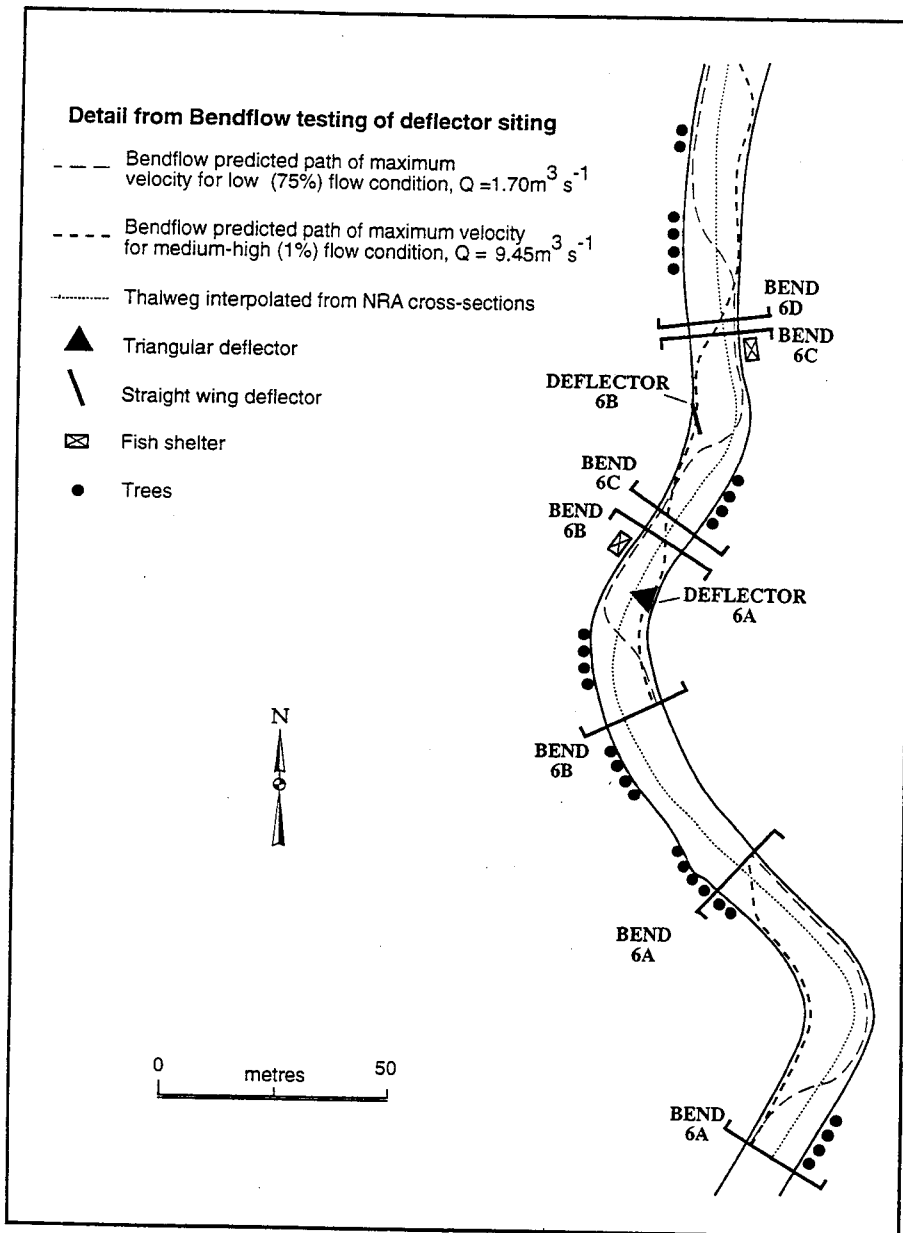 Detail from Bendflow testing of deflector siting
Bendflow predicted path of maximum
velocity for low (75%) flow condition, Q =1.70m³ s⁻¹
Bendflow predicted path of maximum velocity
for medium-high (1%) flow condition, Q = 9.45m³ s⁻¹
Thalweg interpolated from NRA cross-sections
Triangular deflector
Straight wing deflector
Fish shelter
Trees
BEND
6D
BEND
6C
DEFLECTOR
6B
BEND
6C
BEND
6B
DEFLECTOR
6A
N
BEND
6B
BEND
6A
0
metres
50
BEND
6A